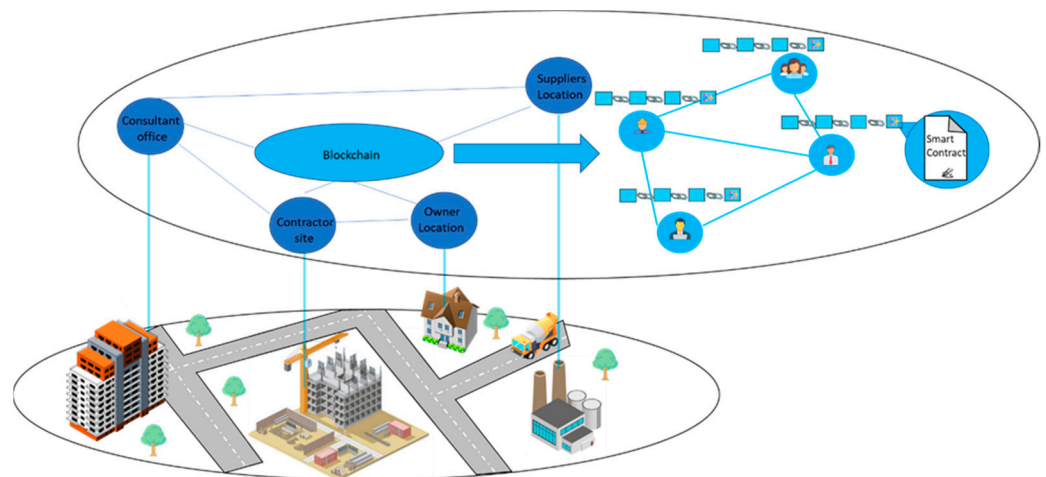 Suppliers
Location
Consultant
office
Blockchain
Smart
Contract
Contractor
site
Owner
Location